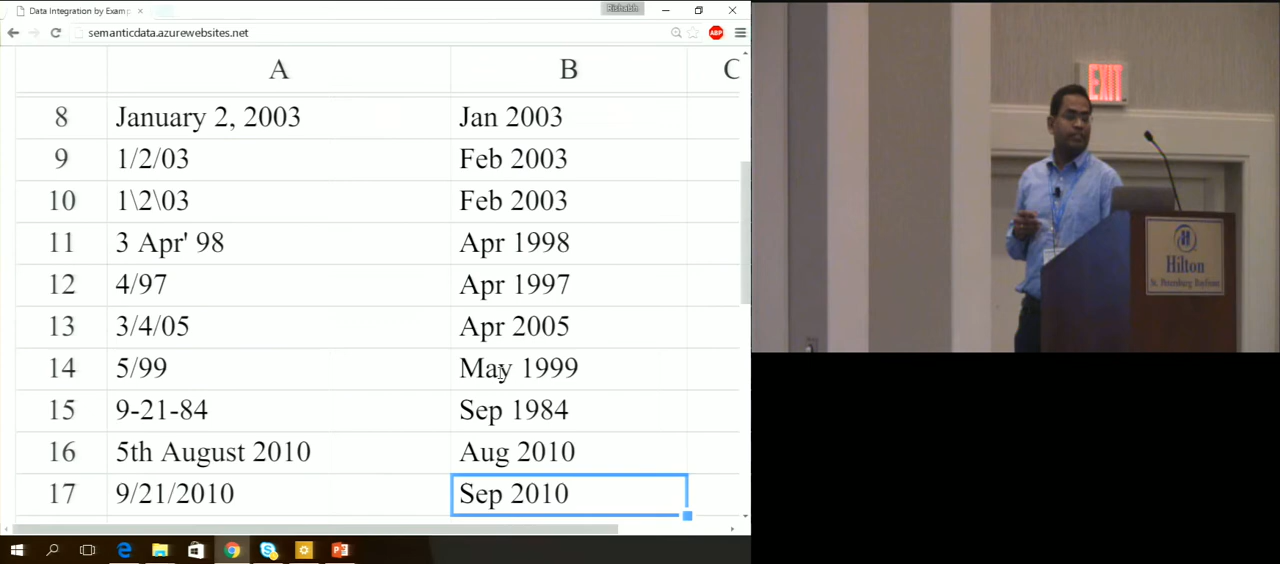 Data Integration by Exam
Rishabh
semanticdata.azurewebsites.net
ABP
A B C
8 January 2, 2003 Jan 2003
9 1/2/03 Feb 2003
10 1\2\03 Feb 2003
11 3 Apr' 98 Apr 1998
12 4/97 Apr 1997
13 3/4/05 Apr 2005
14 5/99 May 1999
15 9-21-84 Sep 1984
16 5th August 2010 Aug 2010
17 9/21/2010 Sep 2010
EXIT
Hilton
St. Petersburg Bayfront